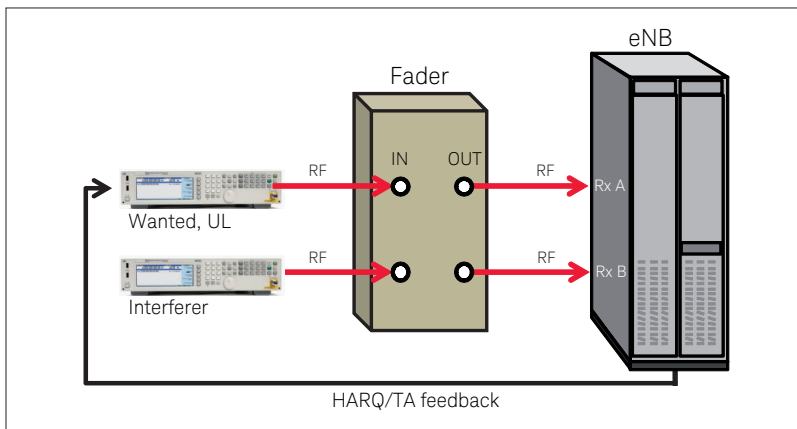 eNB
Fader
IN OUT
RF
RF
Rx A
Wanted, UL
RF
RF
Rx B
Interferer
HARQ/TA feedback